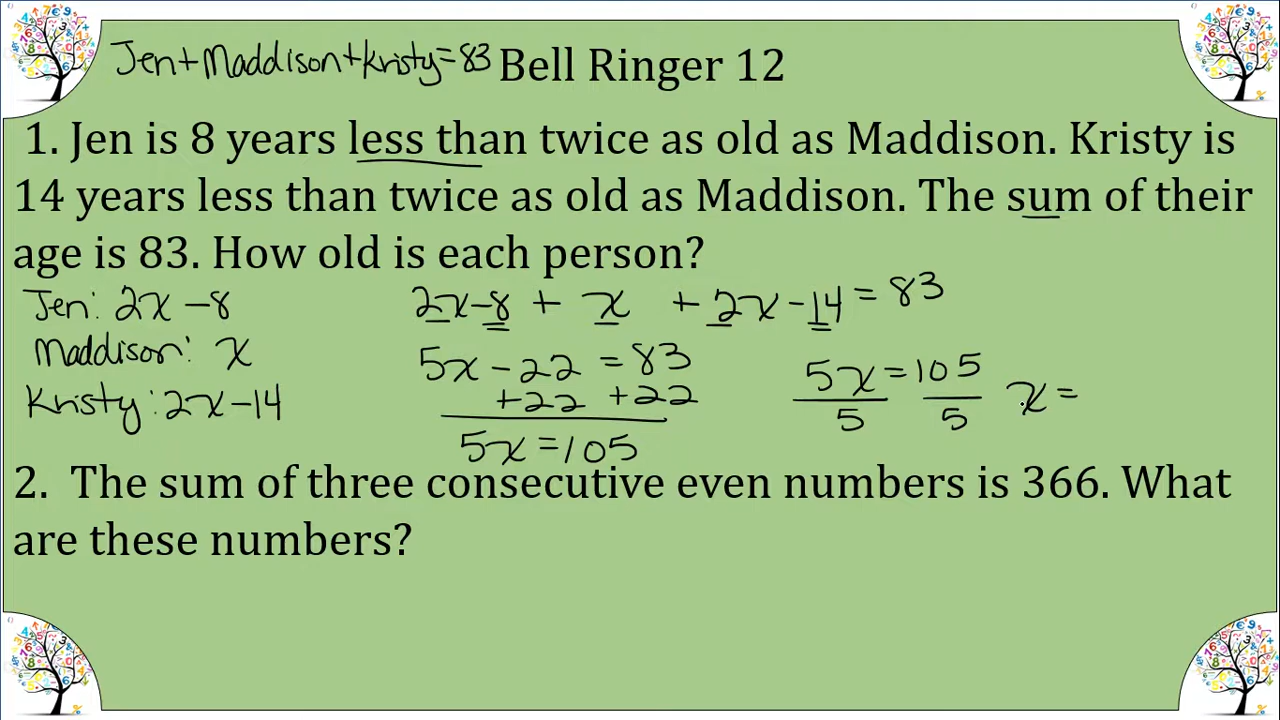 Jen+Maddison+Kristy=83 Bell Ringer 12
1. Jen is 8 years less than twice as old as Maddison. Kristy is
14 years less than twice as old as Maddison. The sum of their
age is 83. How old is each person?
Jen: 2x -8
Maddison: x
Kristy: 2x-14
2x-8 + x + 2x-14 = 83
5x - 22 = 83
+22 +22
5x = 105
5x = 105
5 5
x =
2. The sum of three consecutive even numbers is 366. What
are these numbers?